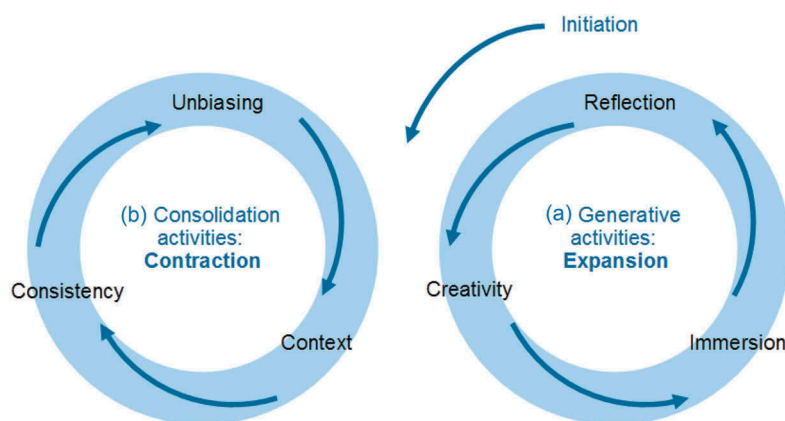 Initiation
Unbiasing
Reflection
(b) Consolidation
activities:
Contraction
(a) Generative
activities:
Expansion
Consistency
Creativity
Context
Immersion